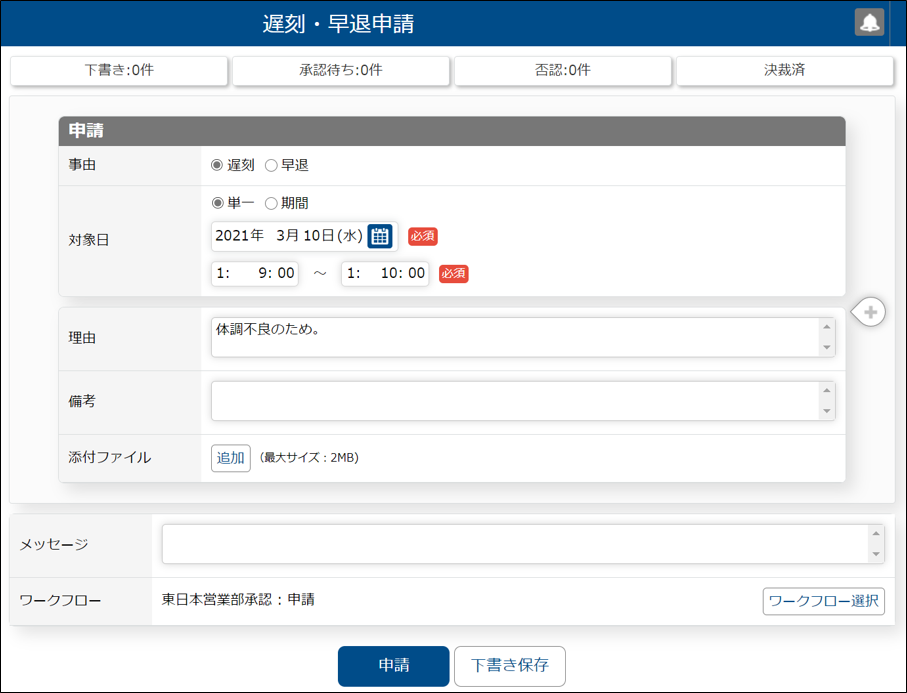 遅刻・早退申請
下書き:0件 承認待ち:0件 否認:0件 決裁済
申請
事由 遅刻 早退
単一 期間
対象日
2021年 3月 10日(水) 必須
1: 9: 00 ～ 1: 10: 00 必須
理由 体調不良のため。
備考
添付ファイル 追加 (最大サイズ：2MB)
メッセージ
ワークフロー 東日本営業部承認：申請 ワークフロー選択
申請 下書き保存